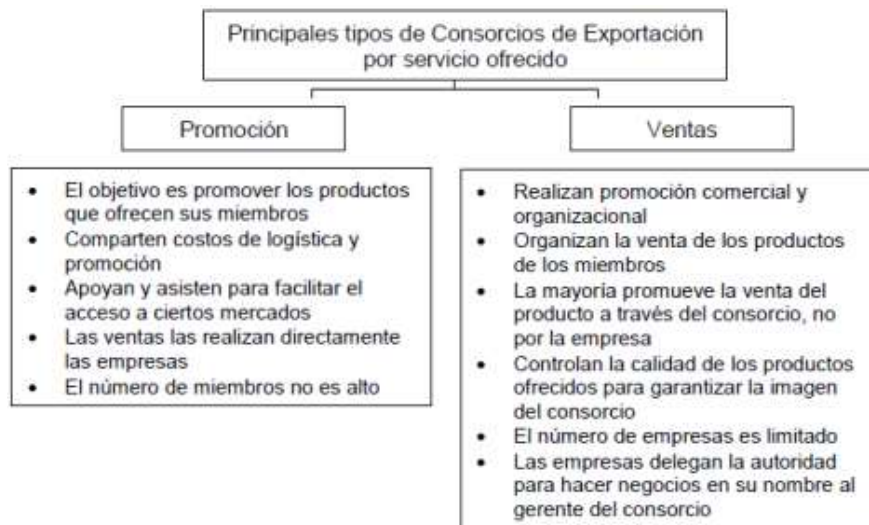 Principales tipos de Consorcios de Exportación
por servicio ofrecido
Promoción
• El objetivo es promover los productos
que ofrecen sus miembros
• Comparten costos de logística y
promoción
• Apoyan y asisten para facilitar el
acceso a ciertos mercados
• Las ventas las realizan directamente
las empresas
• El número de miembros no es alto
Ventas
• Realizan promoción comercial y
organizacional
• Organizan la venta de los productos
de los miembros
• La mayoría promueve la venta del
producto a través del consorcio, no
por la empresa
• Controlan la calidad de los productos
ofrecidos para garantizar la imagen
del consorcio
• El número de empresas es limitado
• Las empresas delegan la autoridad
para hacer negocios en su nombre al
gerente del consorcio